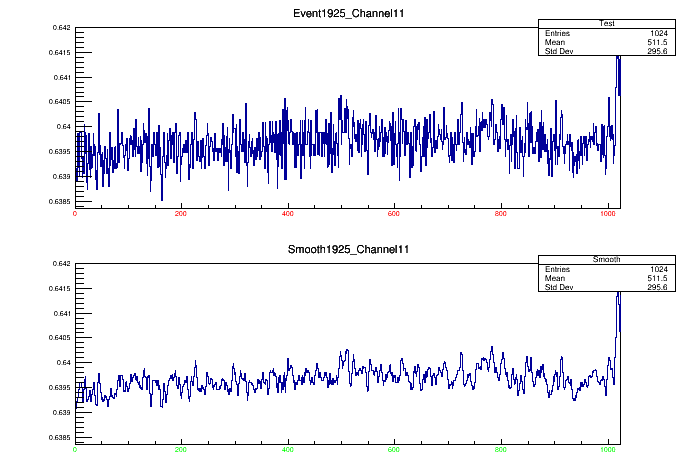 Event1925_Channel11
Test
Entries 1024
Mean 511.5
Std Dev 295.6
0.642
0.6415
0.641
0.6405
0.64
0.6395
0.639
0.6385
0 200 400 600 800 1000
Smooth1925_Channel11
Smooth
Entries 1024
Mean 511.5
Std Dev 295.6
0.642
0.6415
0.641
0.6405
0.64
0.6395
0.639
0.6385
0 200 400 600 800 1000